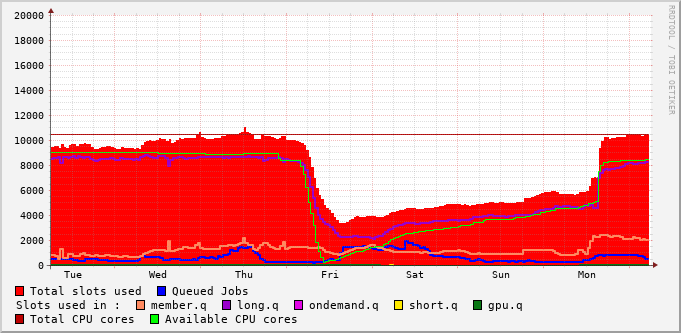 20000
18000
16000
14000
12000
10000
8000
6000
4000
2000
0
Tue Wed Thu Fri Sat Sun Mon
RRDTOOL / TOBI OETIKER
Total slots used Queued Jobs
Slots used in : member.q long.q ondemand.q short.q gpu.q
Total CPU cores Available CPU cores